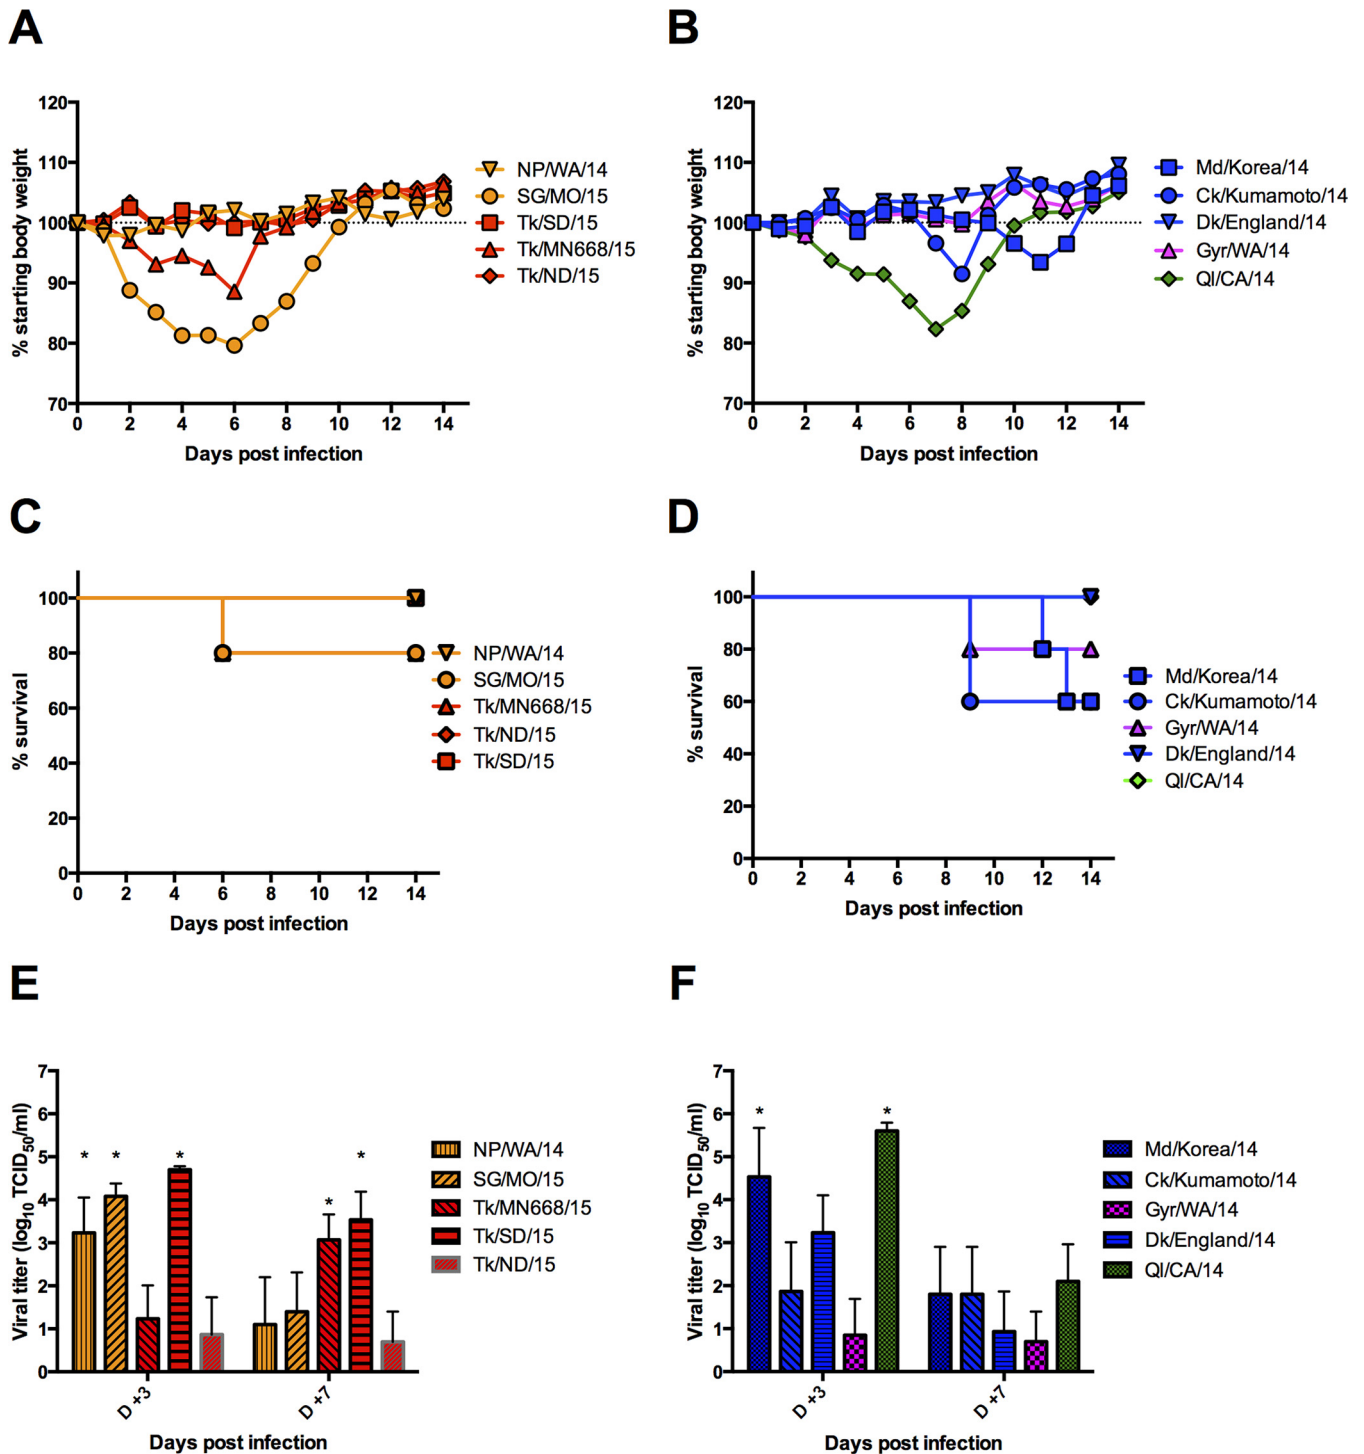 A
% starting body weight
120
110
100
90
80
70
0 2 4 6 8 10 12 14
Days post infection
NP/WA/14
SG/MO/15
Tk/SD/15
Tk/MN668/15
Tk/ND/15
B
% starting body weight
120
110
100
90
80
70
0 2 4 6 8 10 12 14
Days post infection
Md/Korea/14
Ck/Kumamoto/14
Dk/England/14
Gyr/WA/14
Ql/CA/14
C
% survival
100
80
60
40
20
0
0 2 4 6 8 10 12 14
Days post infection
NP/WA/14
SG/MO/15
Tk/MN668/15
Tk/ND/15
Tk/SD/15
D
% survival
100
80
60
40
20
0
0 2 4 6 8 10 12 14
Days post infection
Md/Korea/14
Ck/Kumamoto/14
Gyr/WA/14
Dk/England/14
Ql/CA/14
E
Viral titer (log10 TCID50/ml)
7
6
5
4
3
2
1
0
* * * * *
D +3 D +7
Days post infection
NP/WA/14
SG/MO/15
Tk/MN668/15
Tk/SD/15
Tk/ND/15
F
Viral titer (log10 TCID50/ml)
7
6
5
4
3
2
1
0
* *
D +3 D +7
Days post infection
Md/Korea/14
Ck/Kumamoto/14
Gyr/WA/14
Dk/England/14
Ql/CA/14